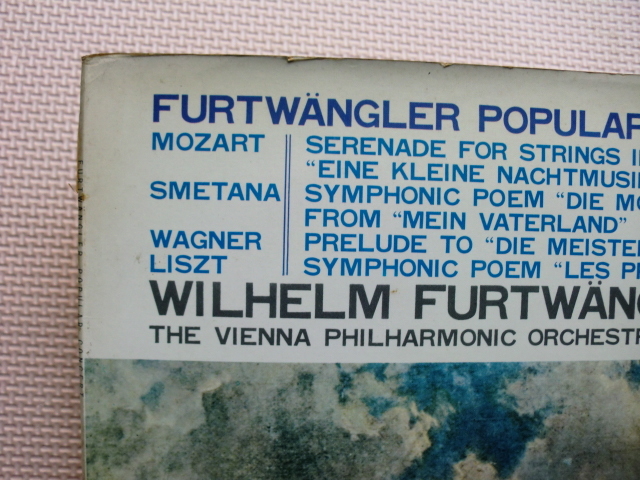 FURTWÄNGLER POPULAR
MOZART SERENADE FOR STRINGS I
"EINE KLEINE NACHTMUSI
SMETANA SYMPHONIC POEM "DIE MO
FROM "MEIN VATERLAND"
WAGNER PRELUDE TO "DIE MEISTE
LISZT SYMPHONIC POEM "LES P
WILHELM FURTWÄN
THE VIENNA PHILHARMONIC ORCHESTR